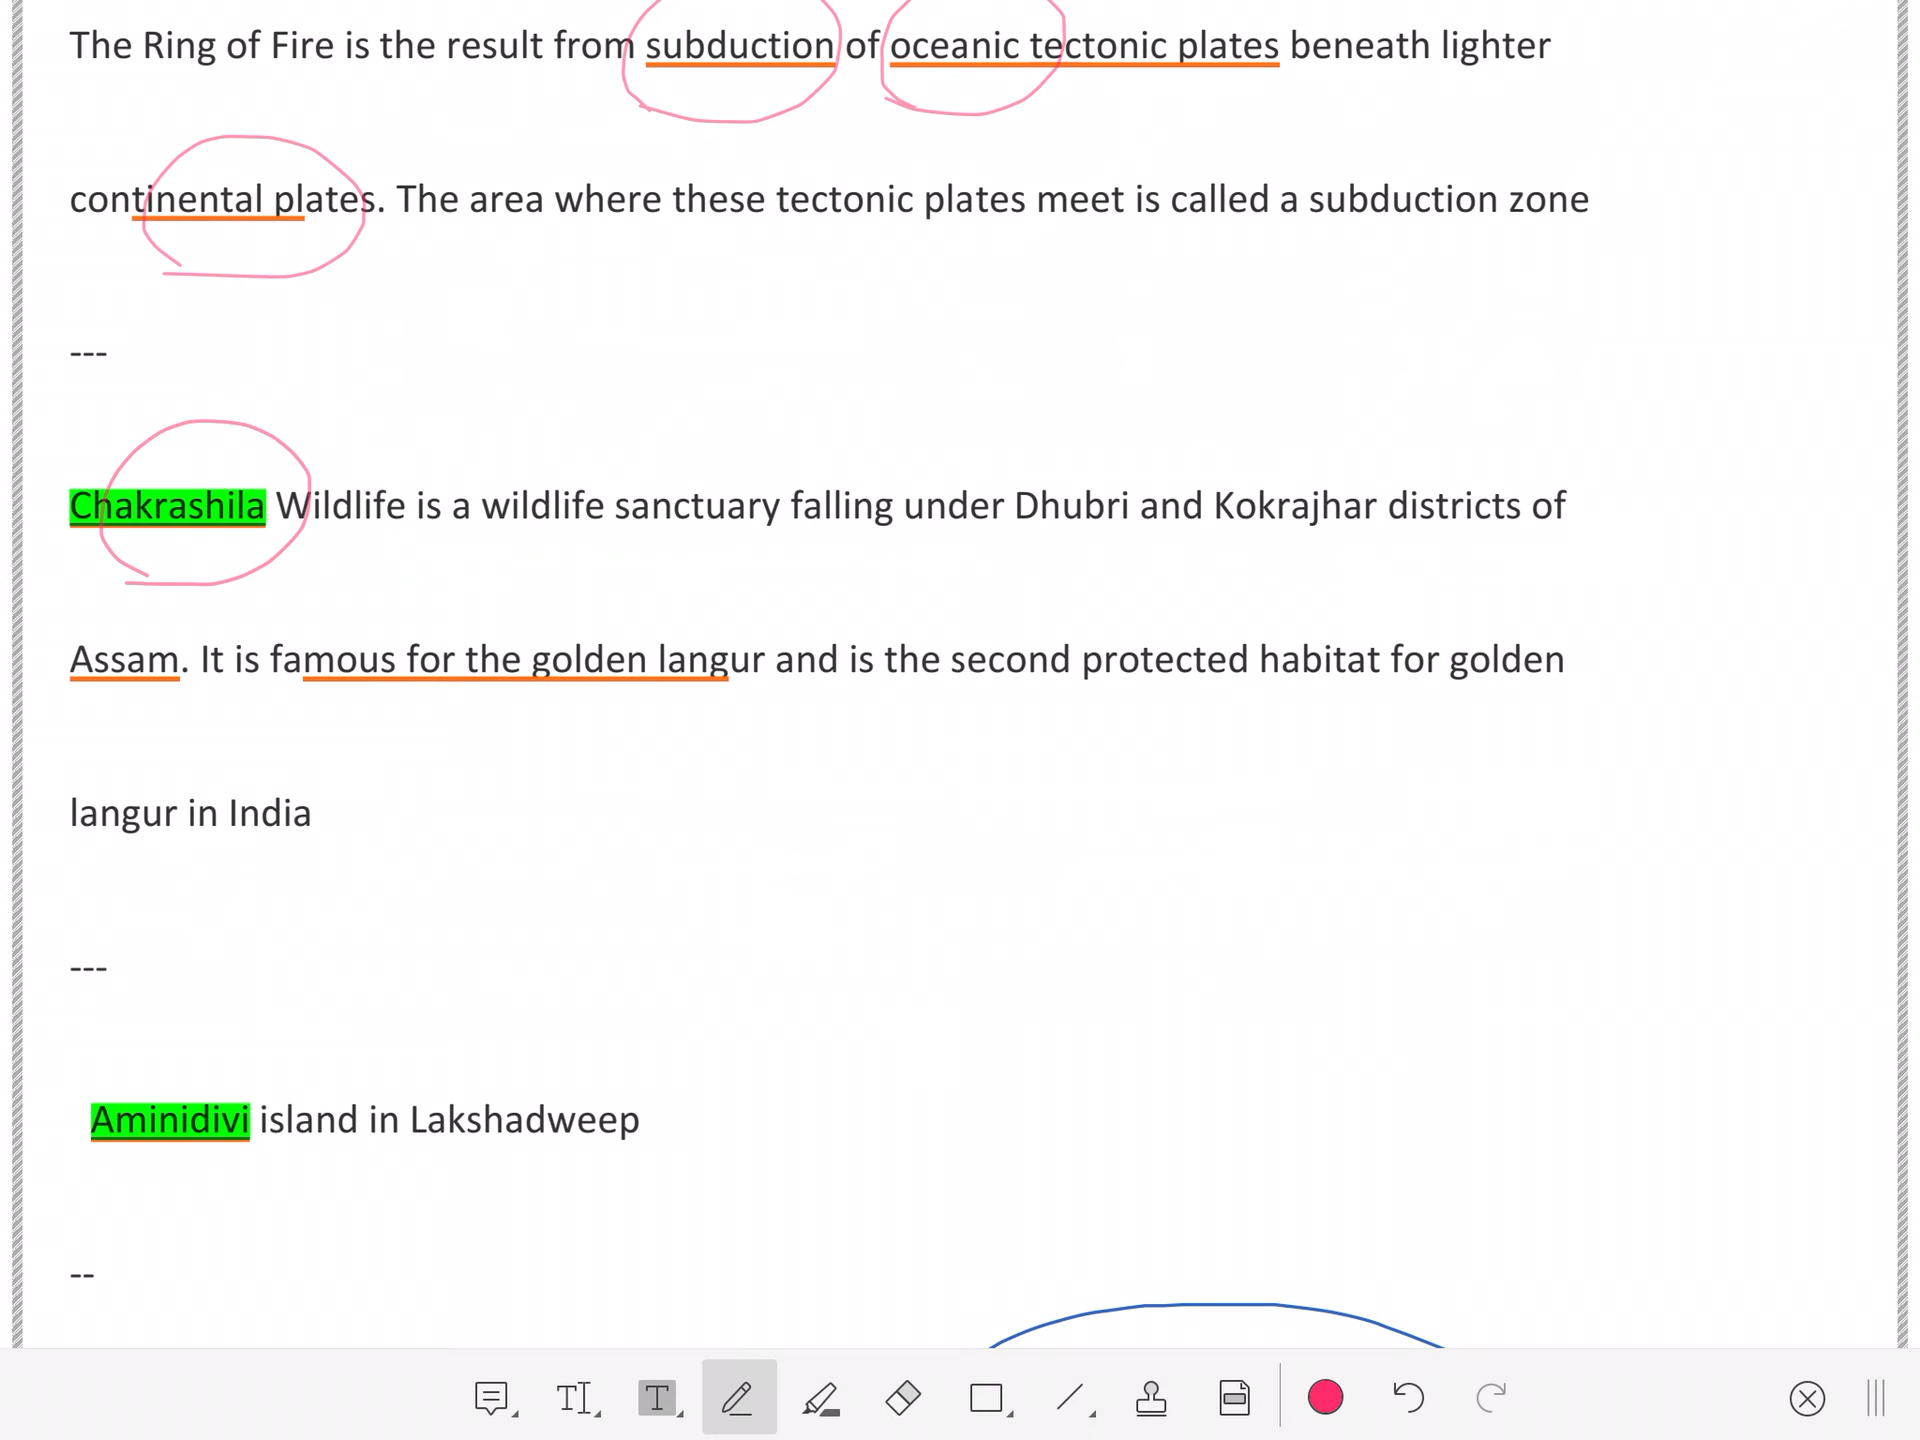 The Ring of Fire is the result from subduction of oceanic tectonic plates beneath lighter
continental plates. The area where these tectonic plates meet is called a subduction zone
---
Chakrashila Wildlife is a wildlife sanctuary falling under Dhubri and Kokrajhar districts of
Assam. It is famous for the golden langur and is the second protected habitat for golden
langur in India
---
Aminidivi island in Lakshadweep
--